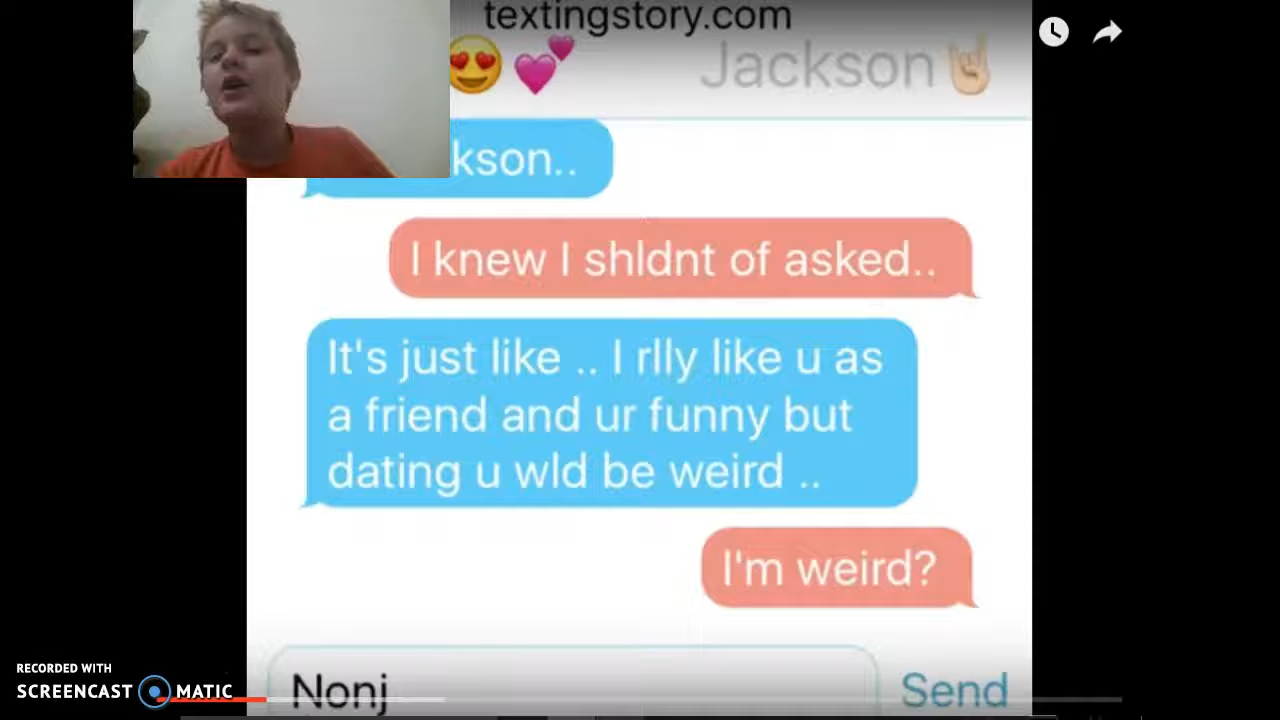 textingstory.com
😍💕 Jackson🤘
kson..
I knew I shldnt of asked..
It's just like .. I rlly like u as
a friend and ur funny but
dating u wld be weird ..
I'm weird?
Nonj Send
RECORDED WITH
SCREENCAST MATIC